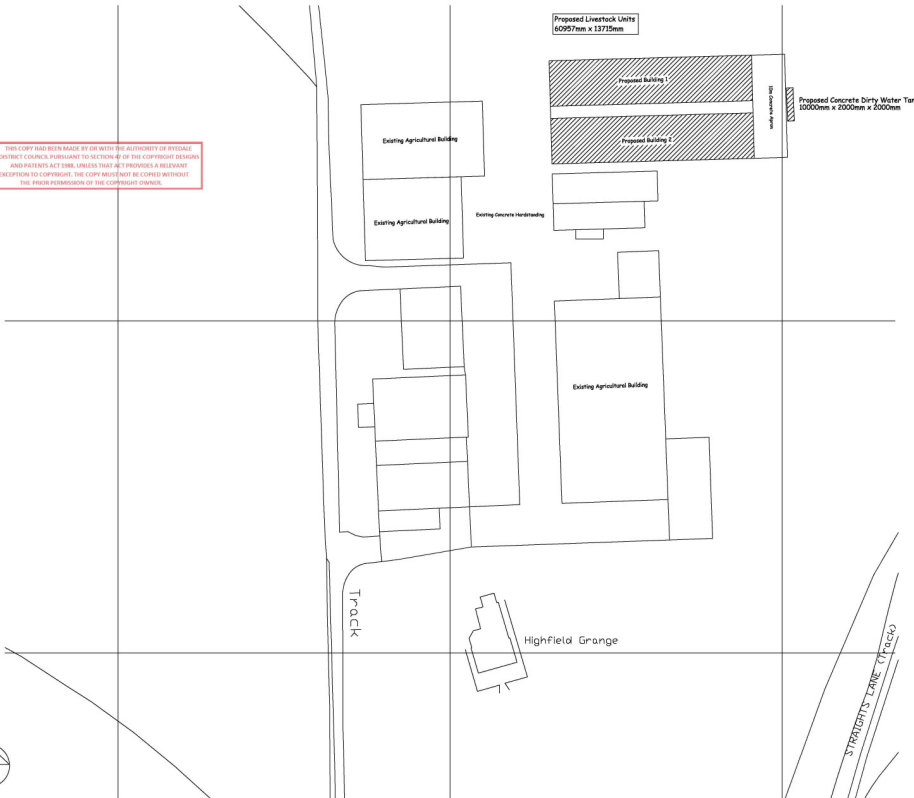 Proposed Livestock Units
60957mm x 13715mm
Proposed Building 1
10m Concrete Apron
Proposed Concrete Dirty Water Tan
10000mm x 2000mm x 2000mm
Proposed Building 2
THIS COPY HAD BEEN MADE BY OR WITH THE AUTHORITY OF RYEDALE
DISTRICT COUNCIL PURSUANT TO SECTION 47 OF THE COPYRIGHT DESIGNS
AND PATENTS ACT 1988. UNLESS THAT ACT PROVIDES A RELEVANT
EXCEPTION TO COPYRIGHT. THE COPY MUST NOT BE COPIED WITHOUT
THE PRIOR PERMISSION OF THE COPYRIGHT OWNER.
Existing Agricultural Building
Existing Agricultural Building
Existing Concrete Hardstanding
Existing Agricultural Building
Track
Highfield Grange
STRAIGHTS LANE (Track)